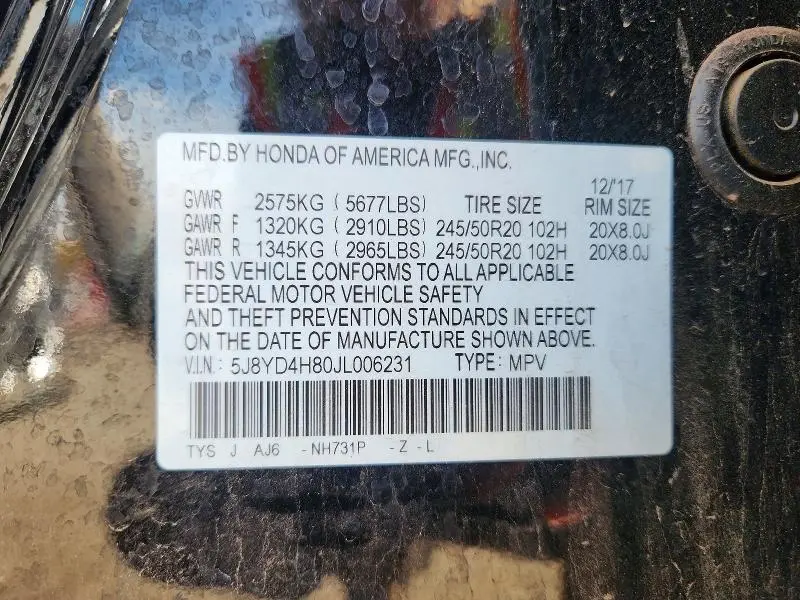 MFD.BY HONDA OF AMERICA MFG.,INC.
12/'17
GVWR 2575KG (5677LBS) TIRE SIZE RIM SIZE
GAWR F 1320KG (2910LBS) 245/50R20 102H 20X8.0J
GAWR R 1345KG (2965LBS) 245/50R20 102H 20X8.0J
THIS VEHICLE CONFORMS TO ALL APPLICABLE
FEDERAL MOTOR VEHICLE SAFETY
AND THEFT PREVENTION STANDARDS IN EFFECT
ON THE DATE OF MANUFACTURE SHOWN ABOVE.
V.I.N: 5J8YD4H80JL006231 TYPE: MPV
TYS J AJ6 -NH731P -Z -L